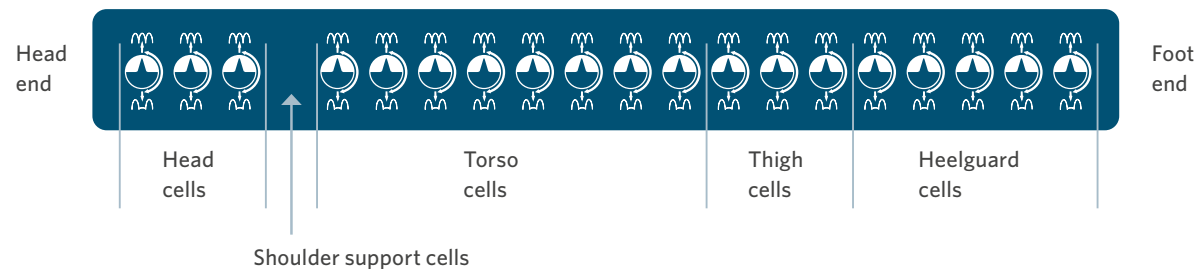 Head
end
Foot
end
Head
cells
Torso
cells
Thigh
cells
Heelguard
cells
Shoulder support cells